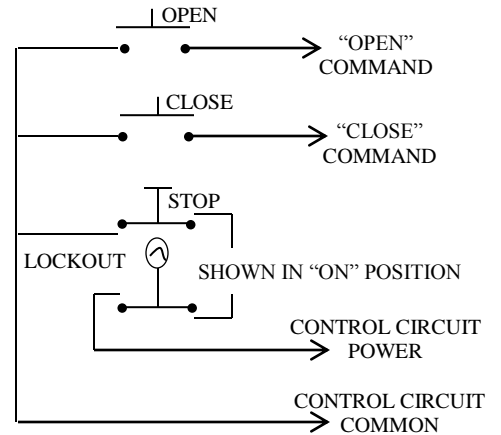 OPEN
“OPEN”
COMMAND
CLOSE
“CLOSE”
COMMAND
STOP
LOCKOUT
SHOWN IN “ON” POSITION
CONTROL CIRCUIT
POWER
CONTROL CIRCUIT
COMMON